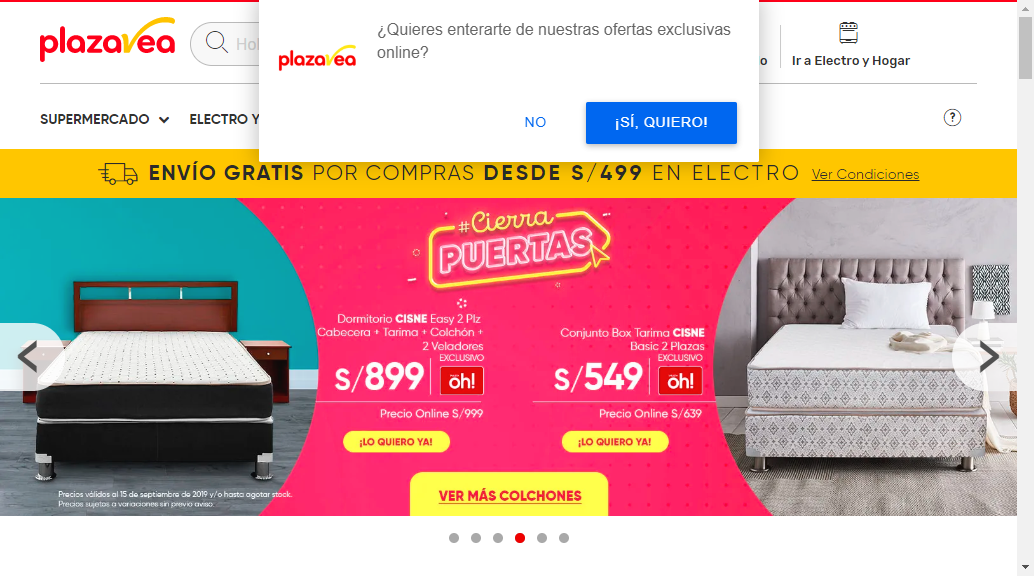 plazavea
Hol
¿Quieres enterarte de nuestras ofertas exclusivas
online?
plazavea
NO
¡SÍ, QUIERO!
o
Ir a Electro y Hogar
SUPERMERCADO
ELECTRO Y
?
ENVÍO GRATIS POR COMPRAS DESDE S/499 EN ELECTRO Ver Condiciones
#Cierra
PUERTAS
Dormitorio CISNE Easy 2 Plz
Cabecera + Tarima + Colchón +
2 Veladores
S/899
EXCLUSIVO
oh!
Precio Online S/999
¡LO QUIERO YA!
Conjunto Box Tarima CISNE
Basic 2 Plazas
S/549
EXCLUSIVO
oh!
Precio Online S/639
¡LO QUIERO YA!
VER MÁS COLCHONES
Precios válidos al 15 de septiembre de 2019 y/o hasta agotar stock.
Precios sujetos a variaciones sin previo aviso.